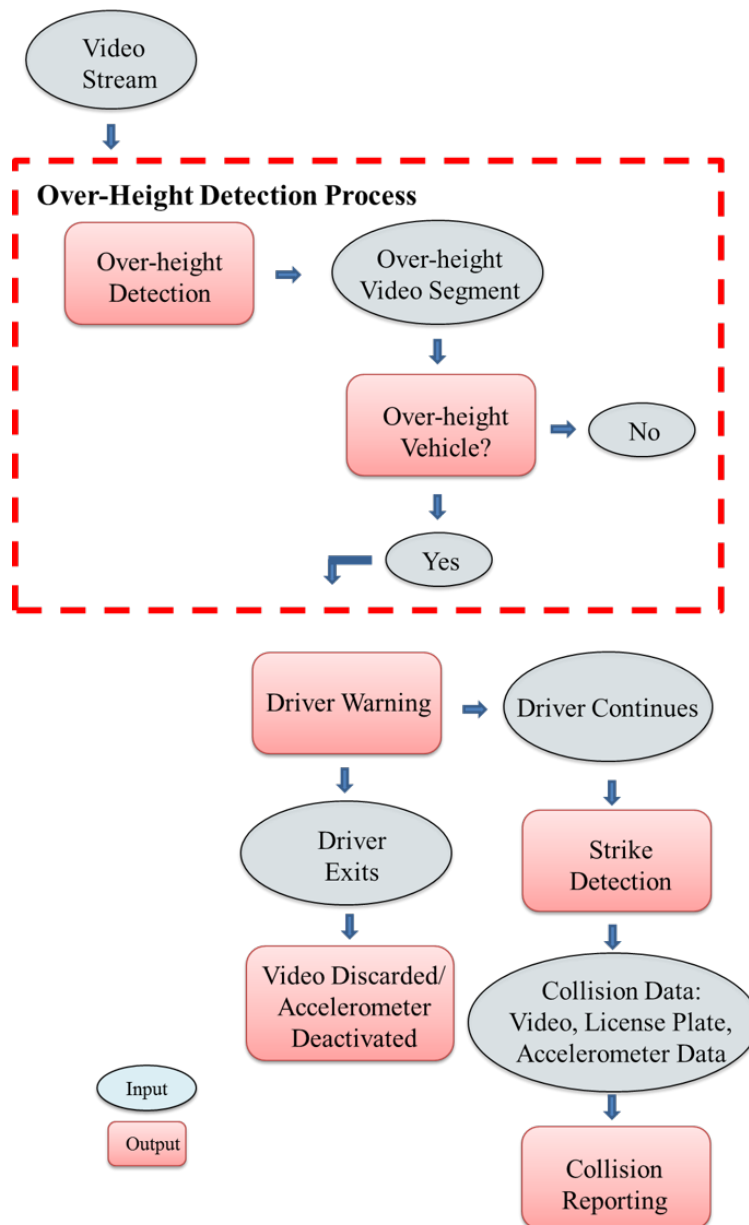 Video
Stream
Over-Height Detection Process
Over-height
Detection
Over-height
Video Segment
Over-height
Vehicle?
No
Yes
Driver Warning
Driver Continues
Driver
Exits
Strike
Detection
Video Discarded/
Accelerometer
Deactivated
Collision Data:
Video, License Plate,
Accelerometer Data
Input
Output
Collision
Reporting